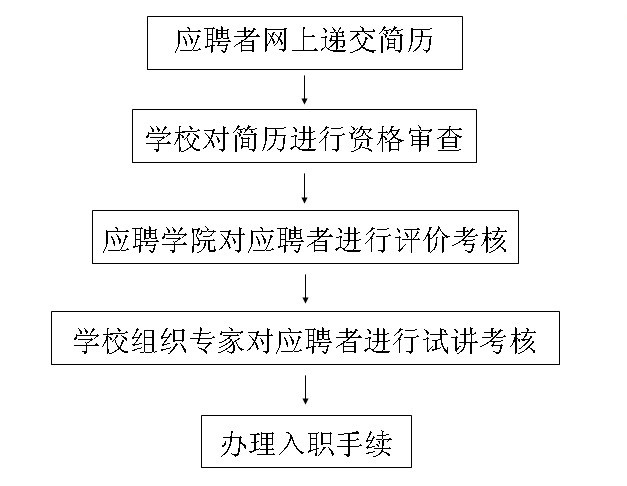 应聘者网上递交简历
学校对简历进行资格审查
应聘学院对应聘者进行评价考核
学校组织专家对应聘者进行试讲考核
办理入职手续